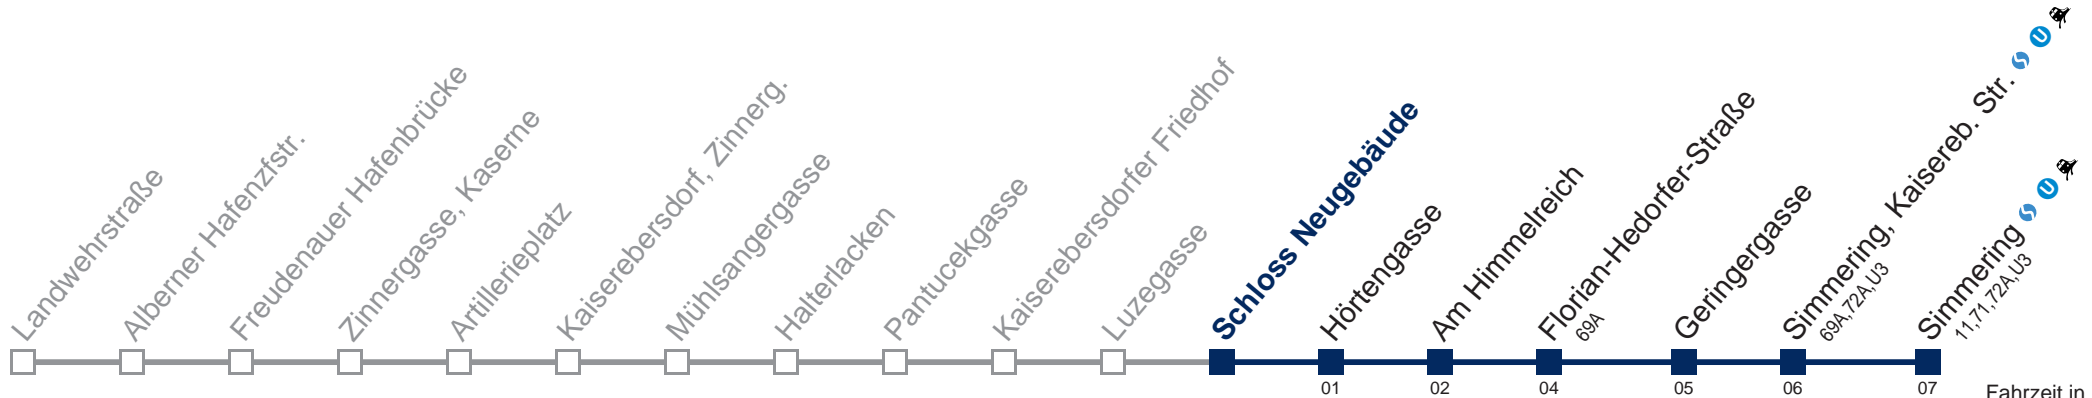 Landwehrstraße
Alberner Hafenzfstr.
Freudenauer Hafenbrücke
Zinnergasse, Kaserne
Artillerieplatz
Kaiserebersdorf, Zinnerg.
Mühlsangergasse
Halterlacken
Pantucekgasse
Kaiserebersdorfer Friedhof
Luzegasse
Schloss Neugebäude
Hörtengasse
Am Himmelreich
Florian-Hedorfer-Straße
69A
Geringergasse
Simmering, Kaisereb. Str. S U
69A,72A,U3
Simmering S U
11,71,72A,U3
01 02 04 05 06 07
Fahrzeit in